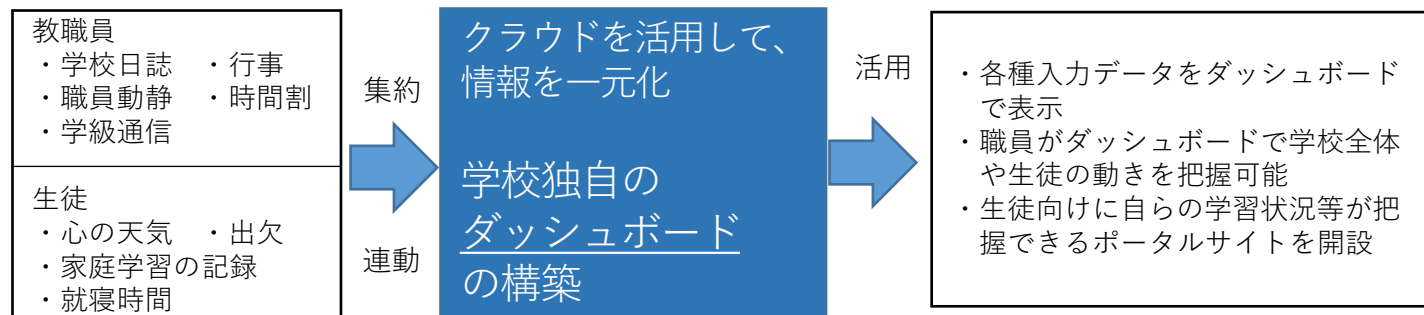 教職員
・学校日誌　・行事
・職員動静　・時間割
・学級通信
生徒
・心の天気　・出欠
・家庭学習の記録
・就寝時間
集約
連動
クラウドを活用して、
情報を一元化
学校独自の
ダッシュボード
の構築
活用
・各種入力データをダッシュボード
で表示
・職員がダッシュボードで学校全体
や生徒の動きを把握可能
・生徒向けに自らの学習状況等が把
握できるポータルサイトを開設